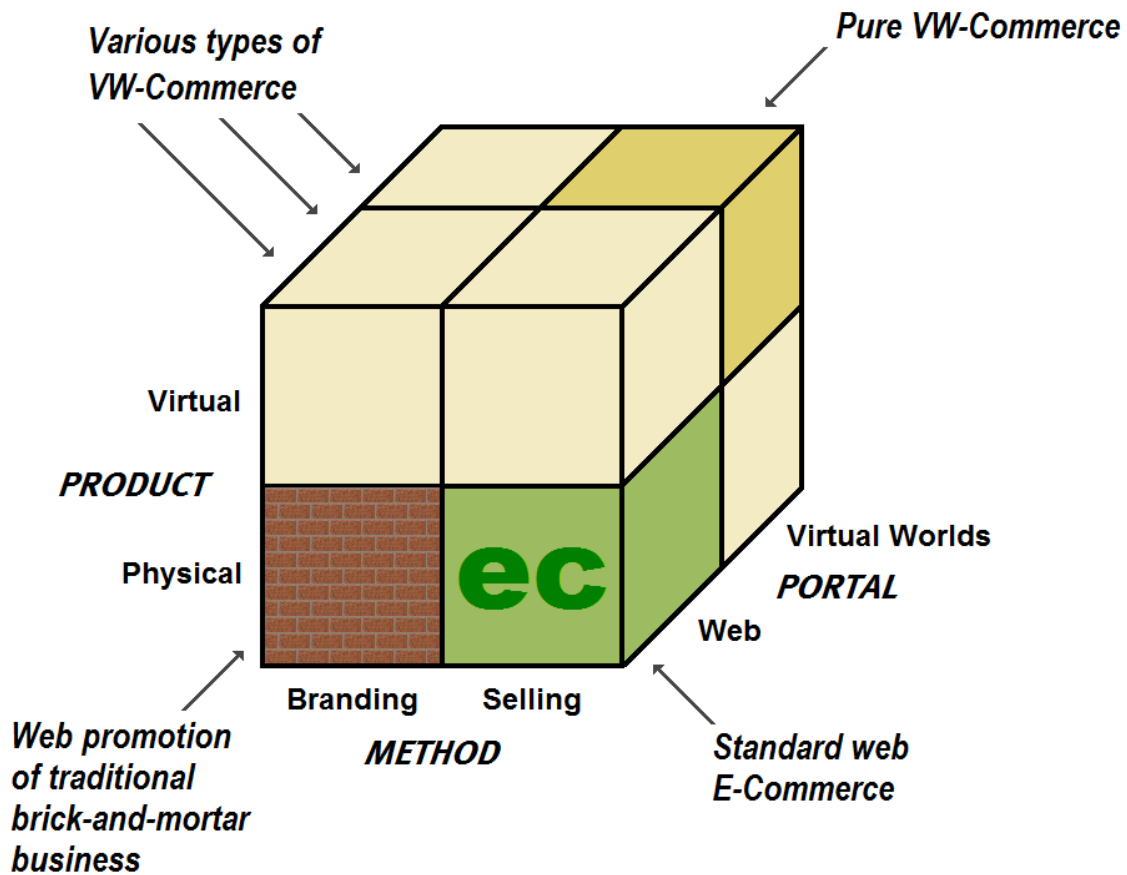 Pure VW-Commerce
Various types of
VW-Commerce
Virtual
PRODUCT
Physical
ec
Virtual Worlds
PORTAL
Web
Branding
Selling
METHOD
Web promotion
of traditional
brick-and-mortar
business
Standard web
E-Commerce